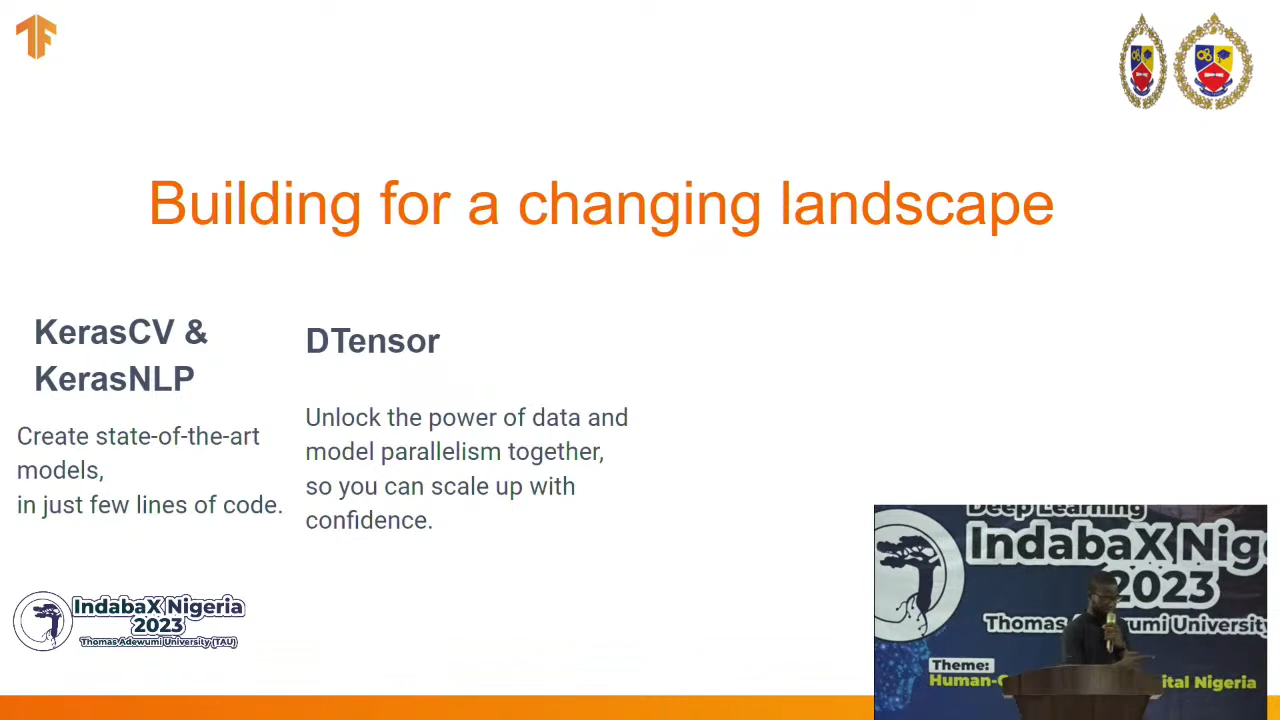 Building for a changing landscape
KerasCV &
KerasNLP
Create state-of-the-art
models,
in just few lines of code.
DTensor
Unlock the power of data and
model parallelism together,
so you can scale up with
confidence.
IndabaX Nigeria
2023
Thomas Adewumi University (TAU)
Deep Learning
IndabaX Nig
2023
Thomas umi University
Theme:
Human- ital Nigeria